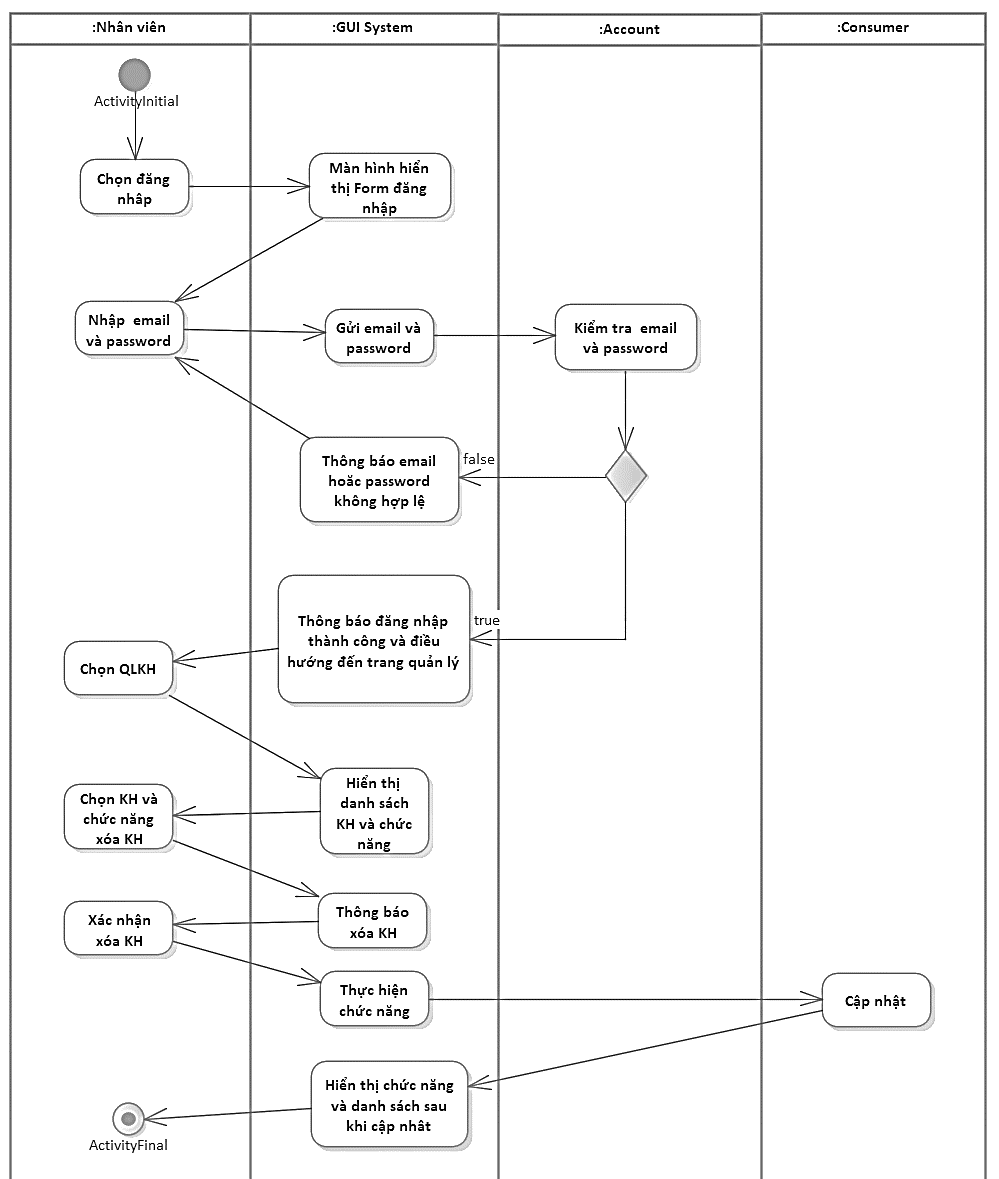 :Nhân viên
:GUI System
:Account
:Consumer
ActivityInitial
Chọn đăng
nhâp
Màn hình hiển
thị Form đăng
nhập
Nhập email
và password
Gửi email và
password
Kiểm tra email
và password
Thông báo email
hoăc password
không hợp lệ
false
Thông báo đăng nhập
thành công và điều
hướng đến trang quản lý
true
Chọn QLKH
Hiển thị
danh sách
KH và chức
năng
Chọn KH và
chức năng
xóa KH
Thông báo
xóa KH
Xác nhận
xóa KH
Thực hiện
chức năng
Cập nhật
Hiển thị chức năng
và danh sách sau
khi cập nhât
ActivityFinal